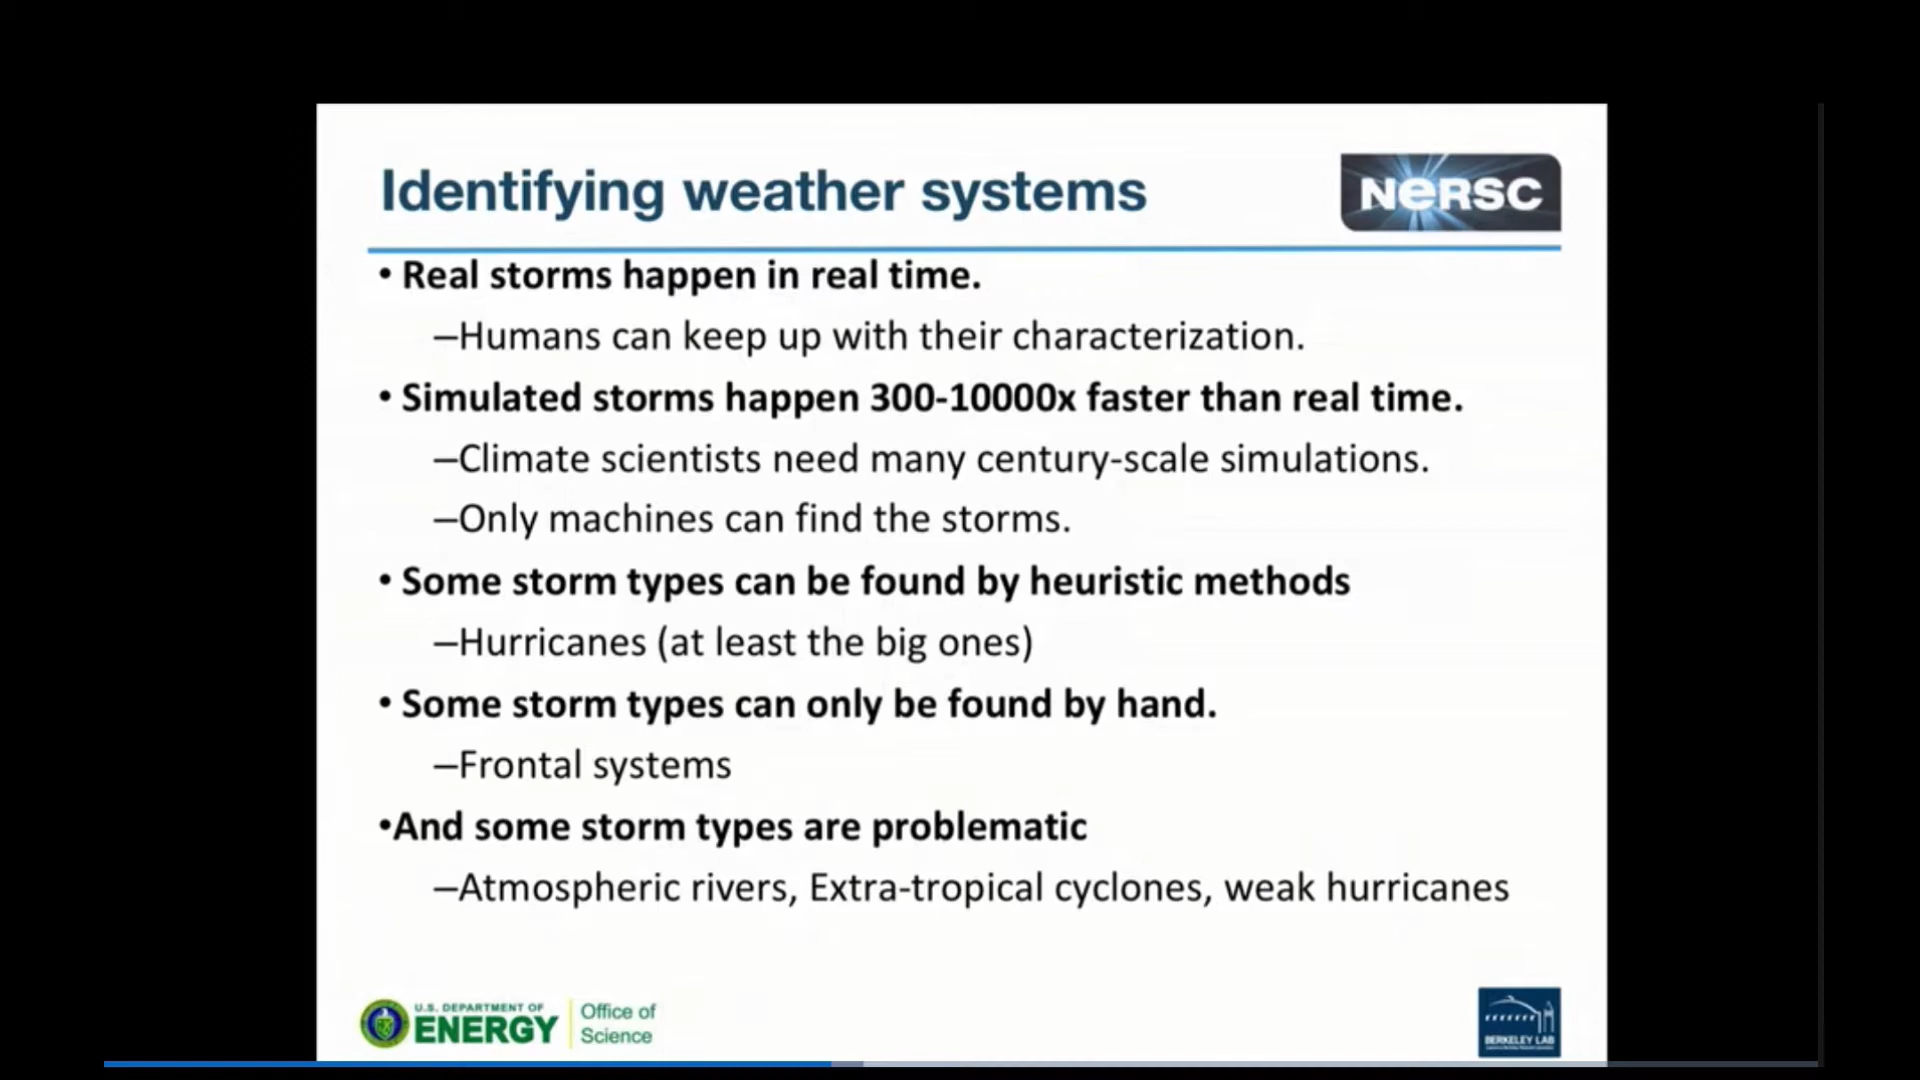 Identifying weather systems
NERSC
• Real storms happen in real time.
–Humans can keep up with their characterization.
• Simulated storms happen 300-10000x faster than real time.
–Climate scientists need many century-scale simulations.
–Only machines can find the storms.
• Some storm types can be found by heuristic methods
–Hurricanes (at least the big ones)
• Some storm types can only be found by hand.
–Frontal systems
•And some storm types are problematic
–Atmospheric rivers, Extra-tropical cyclones, weak hurricanes
U.S. DEPARTMENT OF
ENERGY
Office of
Science
BERKELEY LAB